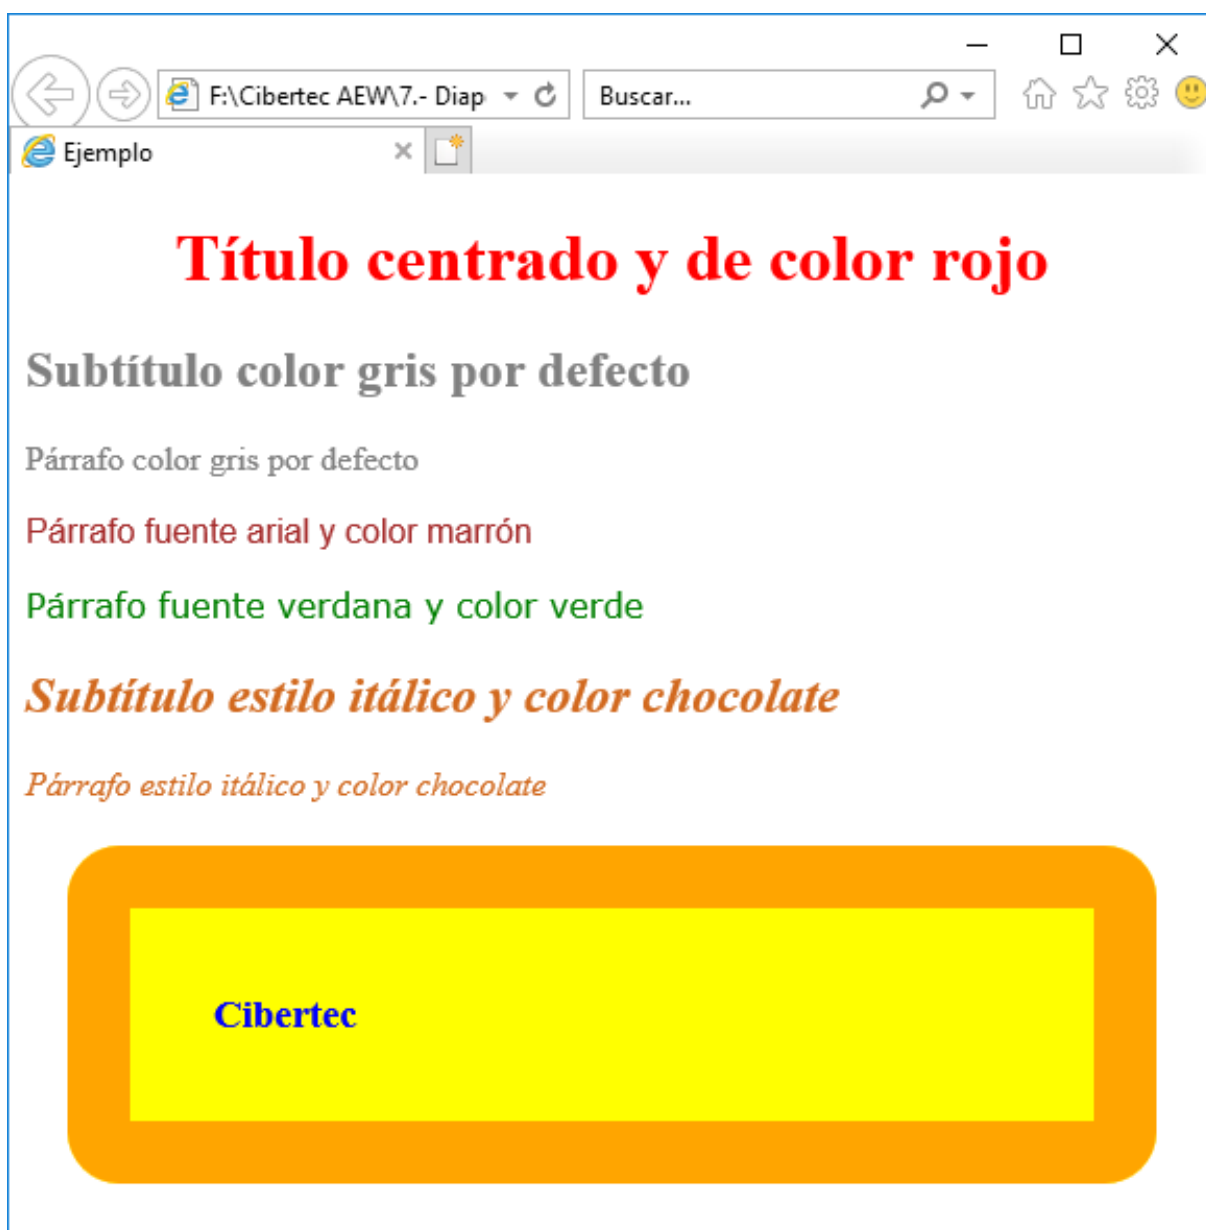 F:\Cibertec AEW\7.- Diap
Buscar...
Ejemplo
Título centrado y de color rojo
Subtítulo color gris por defecto
Párrafo color gris por defecto
Párrafo fuente arial y color marrón
Párrafo fuente verdana y color verde
Subtítulo estilo itálico y color chocolate
Párrafo estilo itálico y color chocolate
Cibertec